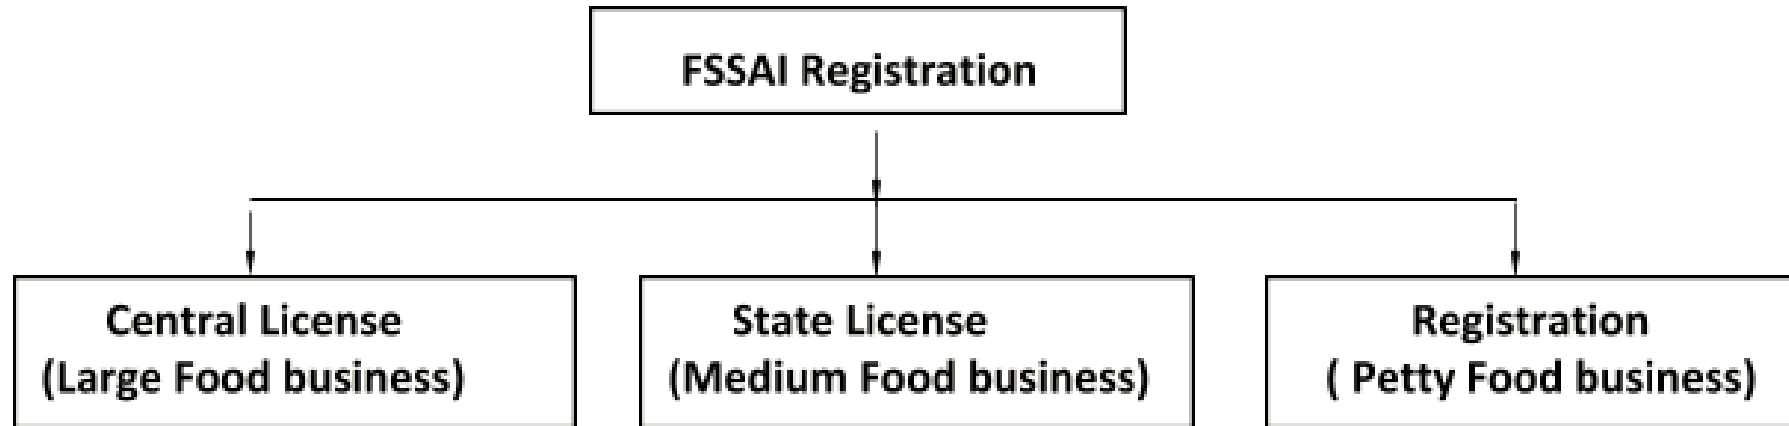 FSSAI Registration
Central License
(Large Food business)
State License
(Medium Food business)
Registration
( Petty Food business)